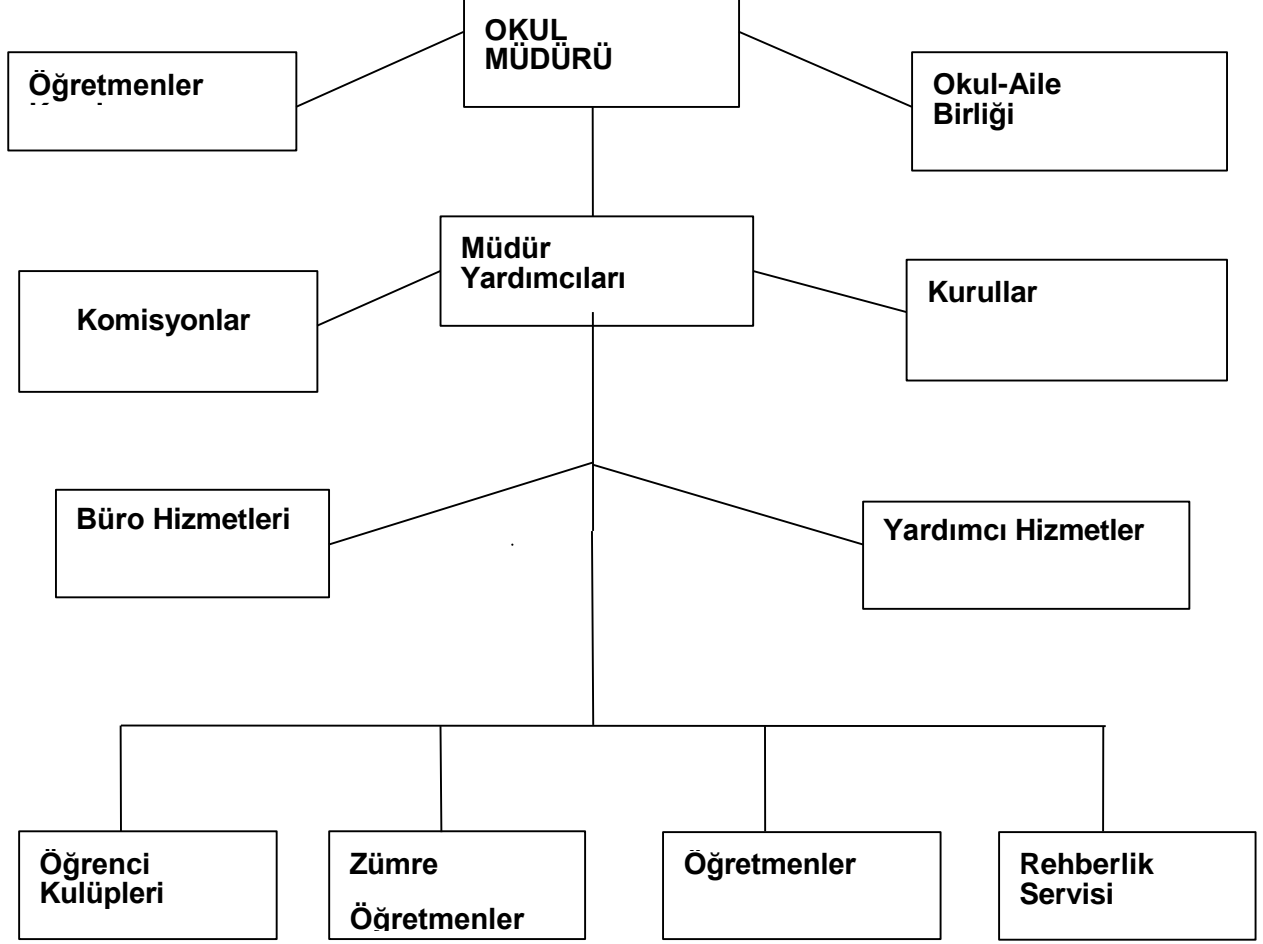 OKUL
MÜDÜRÜ
Öğretmenler
Okul-Aile
Birliği
Müdür
Yardımcıları
Komisyonlar
Kurullar
Büro Hizmetleri
Yardımcı Hizmetler
Öğrenci
Kulüpleri
Zümre
Öğretmenler
Öğretmenler
Rehberlik
Servisi